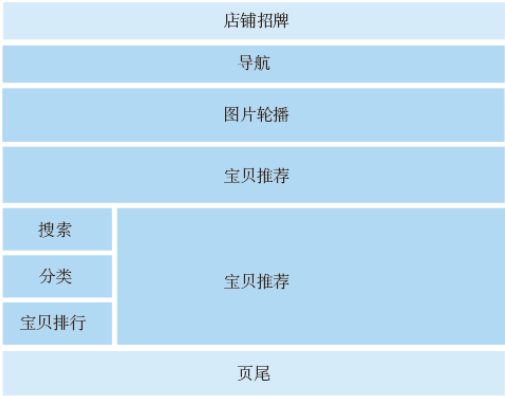 店铺招牌
导航
图片轮播
宝贝推荐
搜索
分类
宝贝排行
宝贝推荐
页尾